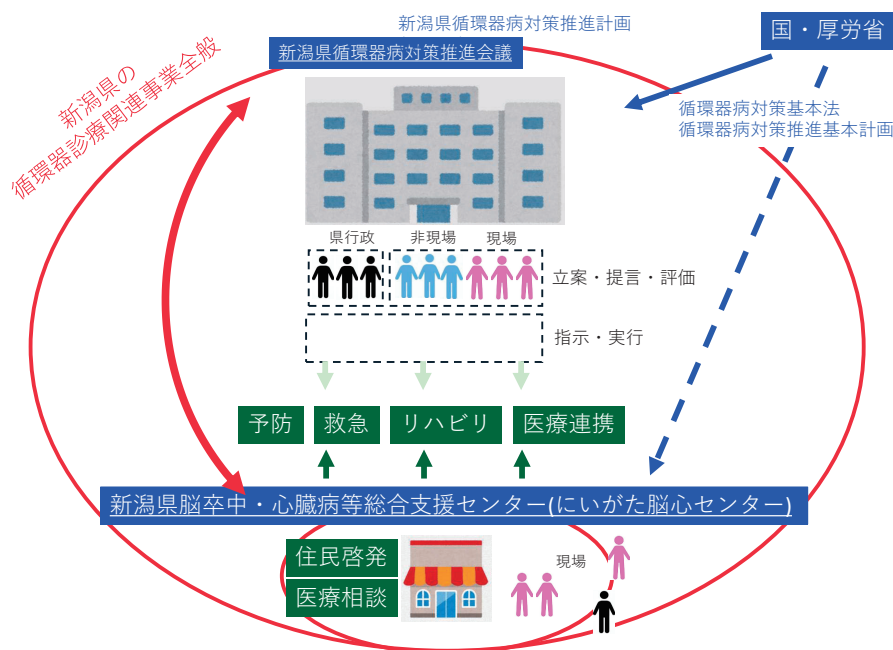 新潟県循環器病対策推進計画
国・厚労省
新潟県循環器病対策推進会議
新潟県の
循環器診療関連事業全般
循環器病対策基本法
循環器病対策推進基本計画
県行政
非現場
現場
立案・提言・評価
指示・実行
予防
救急
リハビリ
医療連携
新潟県脳卒中・心臓病等総合支援センター(にいがた脳心センター)
住民啓発
医療相談
現場